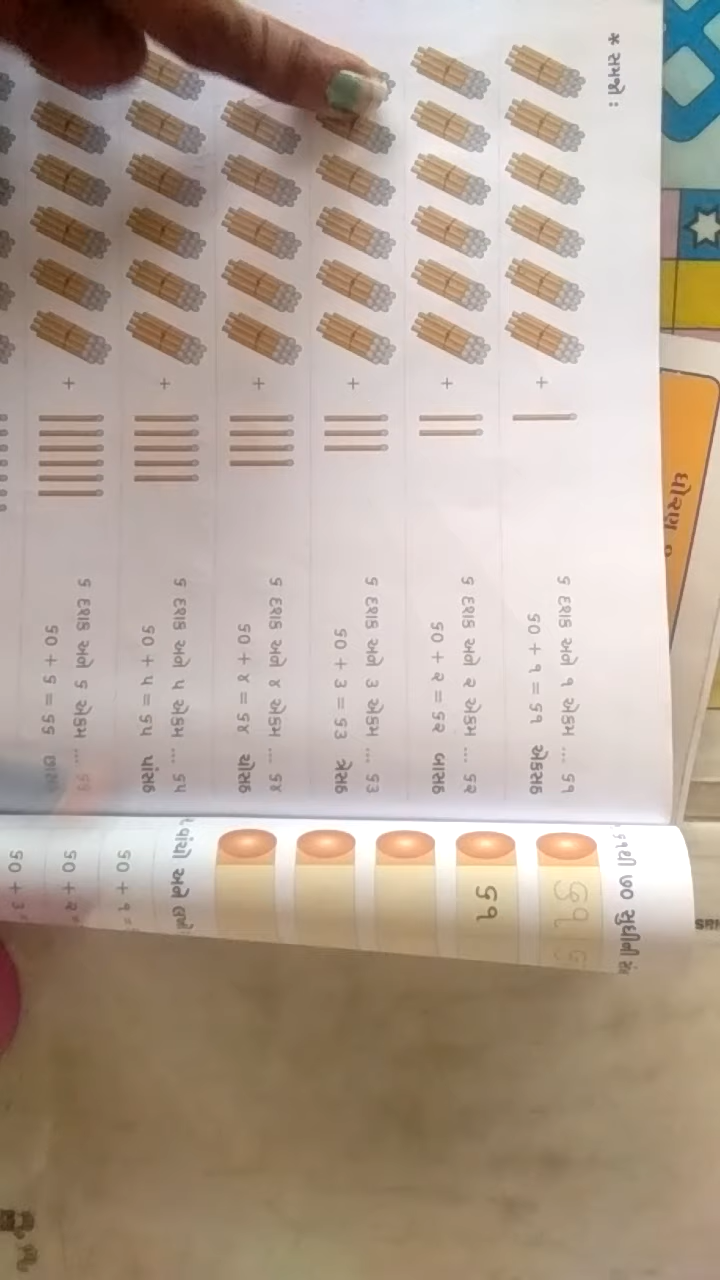 * સમજો :
૬ દશક અને ૧ એકમ ... ૬૧
૬૦ + ૧ = ૬૧ એકસઠ
૬ દશક અને ૨ એકમ ... ૬૨
૬૦ + ૨ = ૬૨ બાસઠ
૬ દશક અને ૩ એકમ ... ૬૩
૬૦ + ૩ = ૬૩ ત્રેસઠ
૬ દશક અને ૪ એકમ ... ૬૪
૬૦ + ૪ = ૬૪ ચોસઠ
૬ દશક અને ૫ એકમ ... ૬૫
૬૦ + ૫ = ૬૫ પાંસઠ
૬ દશક અને ૬ એકમ ... ૬૬
૬૦ + ૬ = ૬૬
૬૧થી ૭૦ સુધીની
૬૧
૬૧
વાંચો અને
૬૦ + ૧ =
૬૦ + ૨ =
૬૦ + ૩
ધોરણ